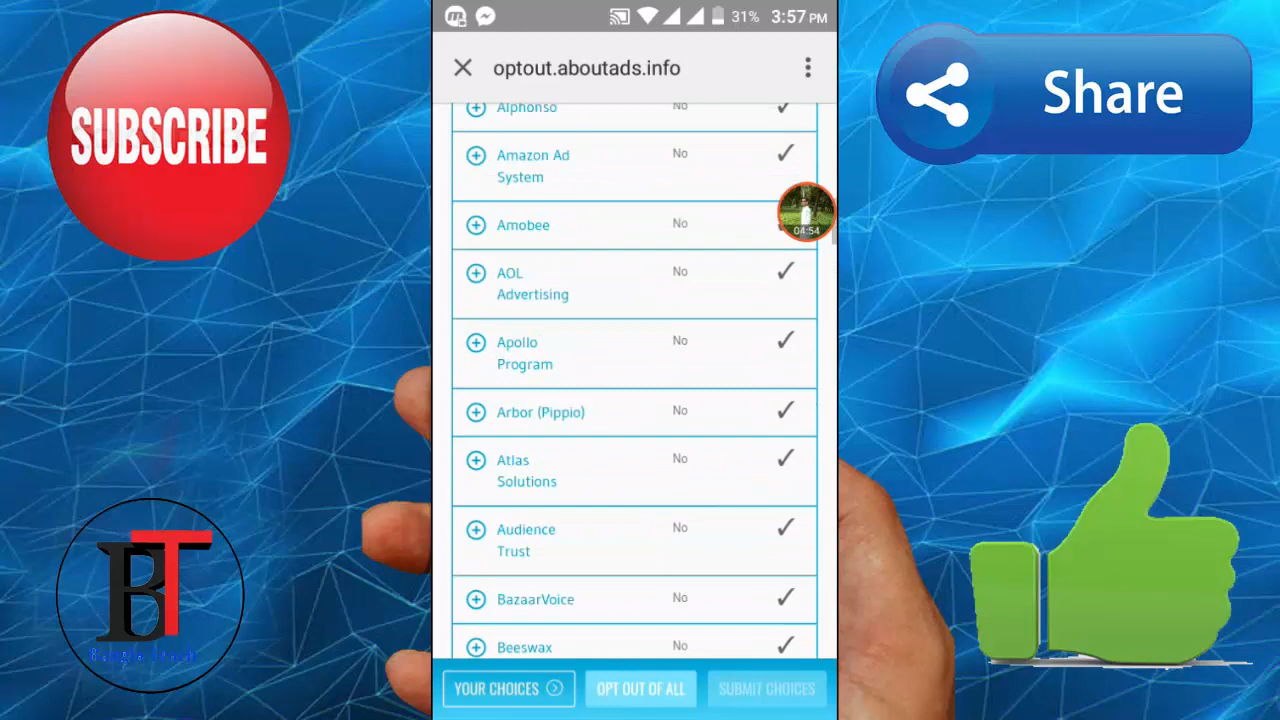 SUBSCRIBE
31% 3:57 PM
optout.aboutads.info
Share
Alphonso No
Amazon Ad No
System
04:54
Amobee No
AOL No
Advertising
Apollo No
Program
Arbor (Pippio) No
Atlas No
Solutions
Audience No
Trust
BazaarVoice No
Beeswax No
BT
YOUR CHOICES
OPT OUT OF ALL
SUBMIT CHOICES